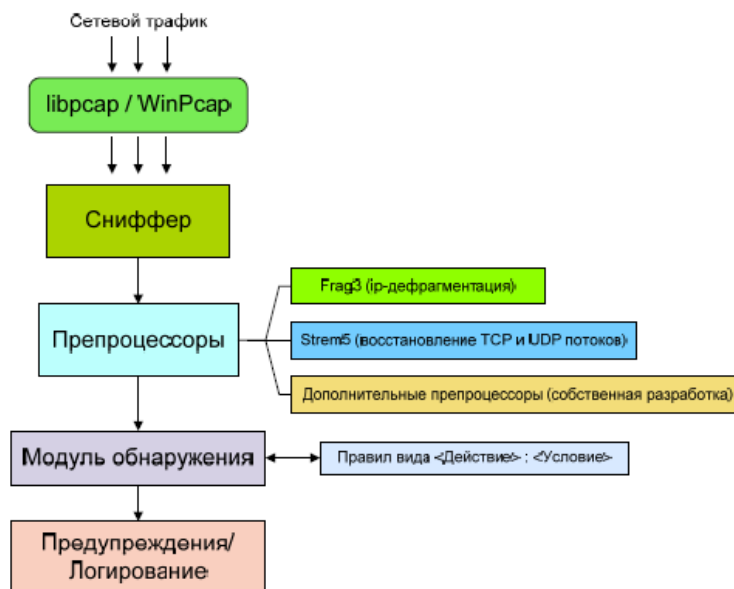 Сетевой трафик
libpcap / WinPcap
Сниффер
Frag3 (ip-дефрагментация)
Препроцессоры
Strem5 (восстановление TCP и UDP потоков)
Дополнительные препроцессоры (собственная разработка)
Модуль обнаружения
Правил вида <Действие> : <Условие>
Предупреждения/
Логирование